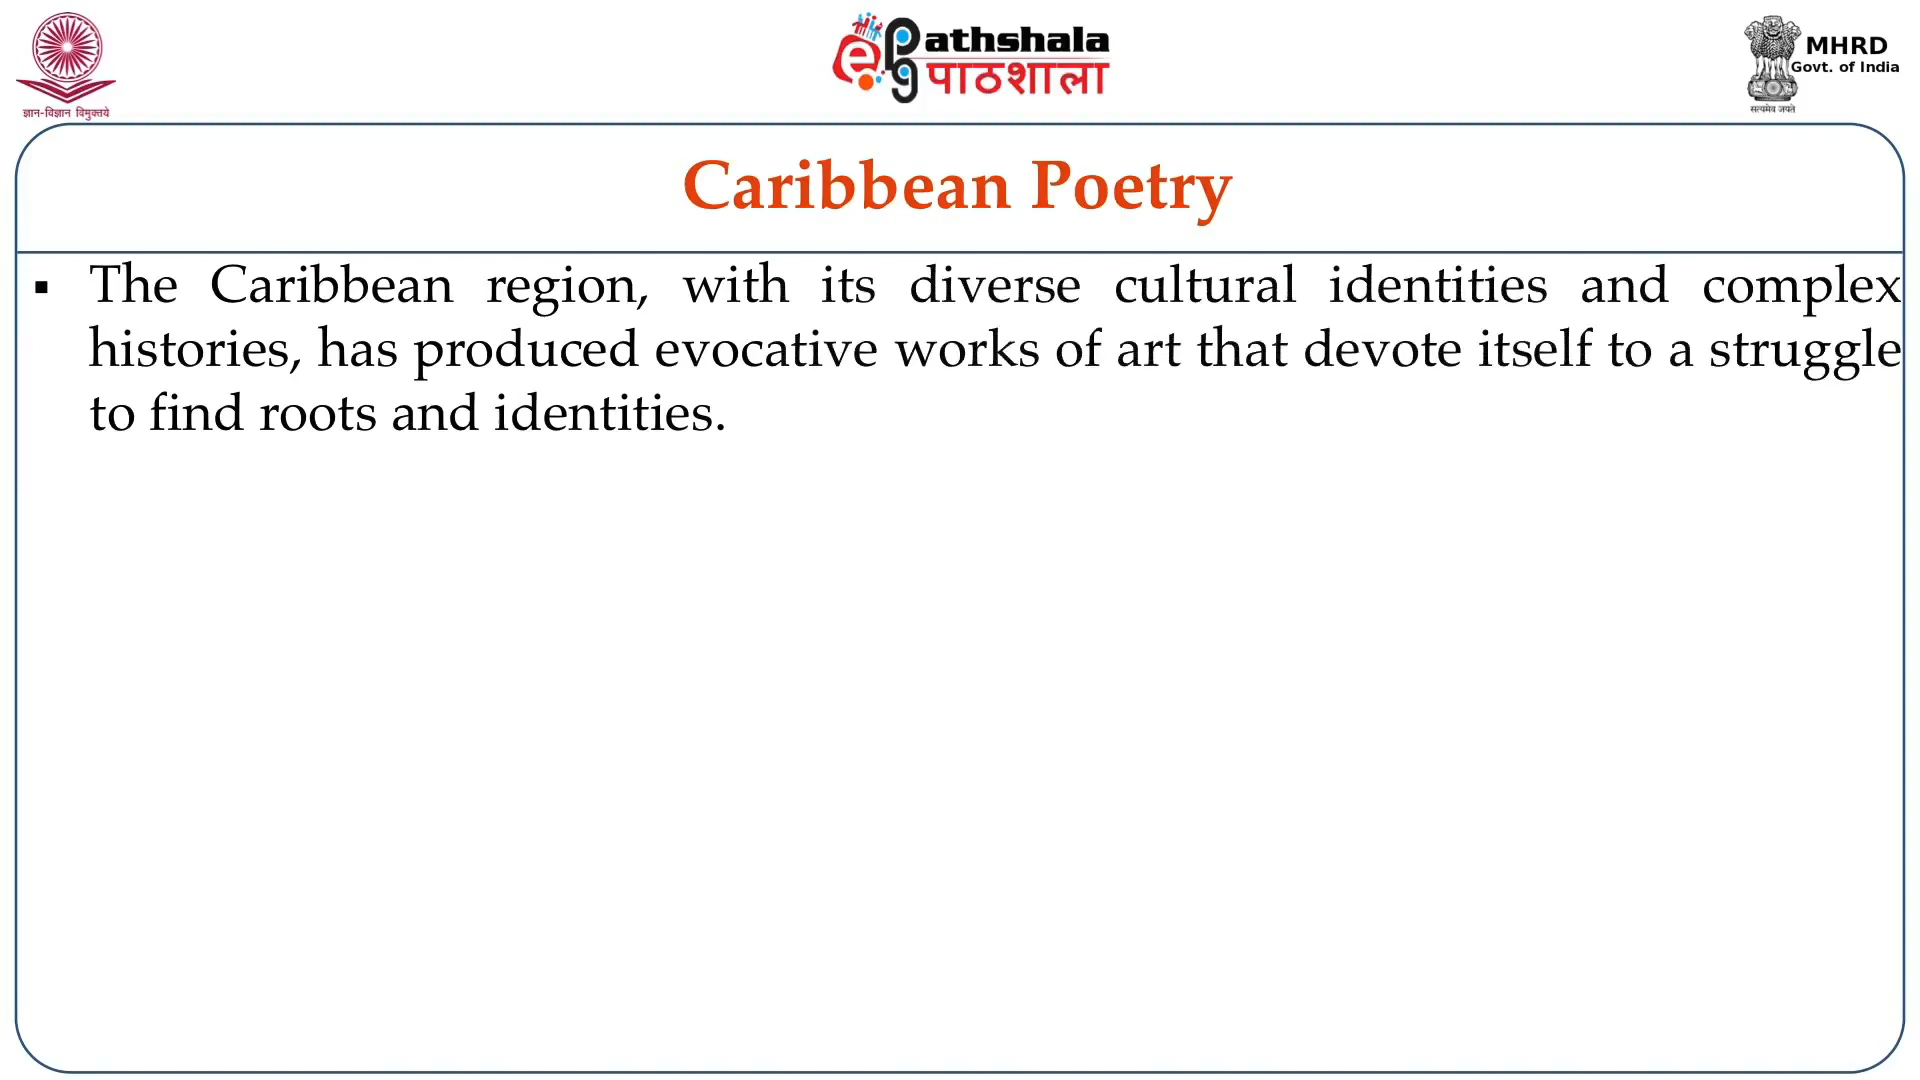 ज्ञान-विज्ञान विमुक्तये
e PG Pathshala
पाठशाला
MHRD
Govt. of India
सत्यमेव जयते
Caribbean Poetry
▪ The Caribbean region, with its diverse cultural identities and complex
histories, has produced evocative works of art that devote itself to a struggle
to find roots and identities.